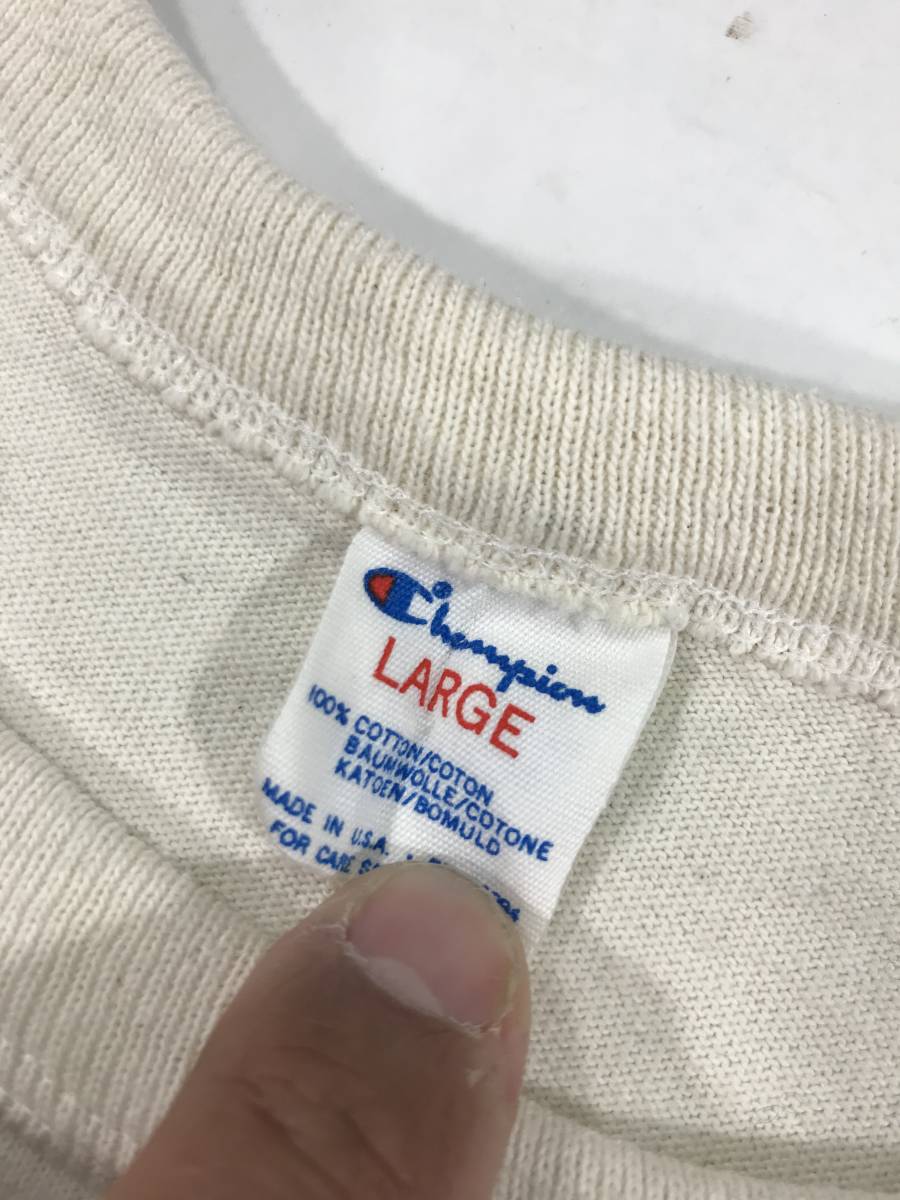 Champion
LARGE
100% COTTON/COTON
BAUMWOLLE/COTONE
KATOEN/BOMULD
MADE IN U.S.A.
FOR CARE